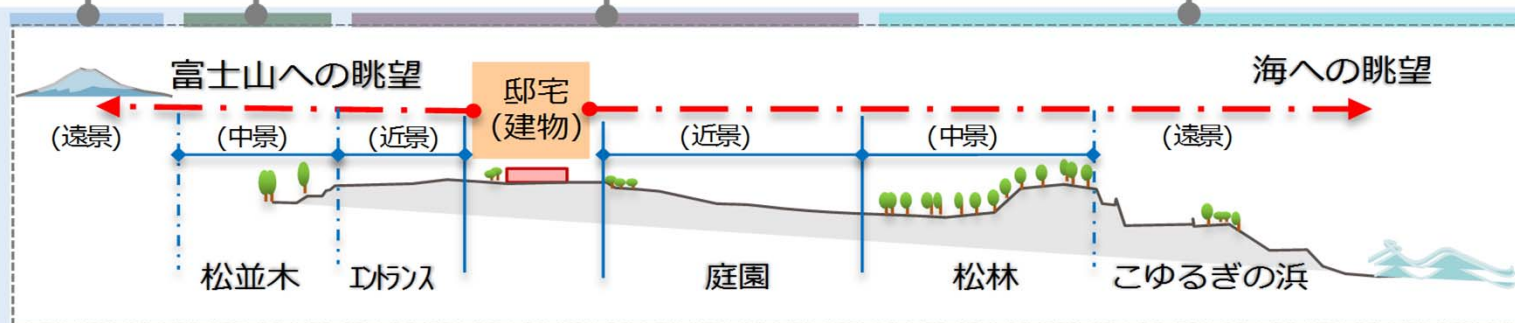 富士山への眺望
海への眺望
邸宅
(建物)
(遠景)
(中景)
(近景)
(近景)
(中景)
(遠景)
松並木
エントランス
庭園
松林
こゆるぎの浜